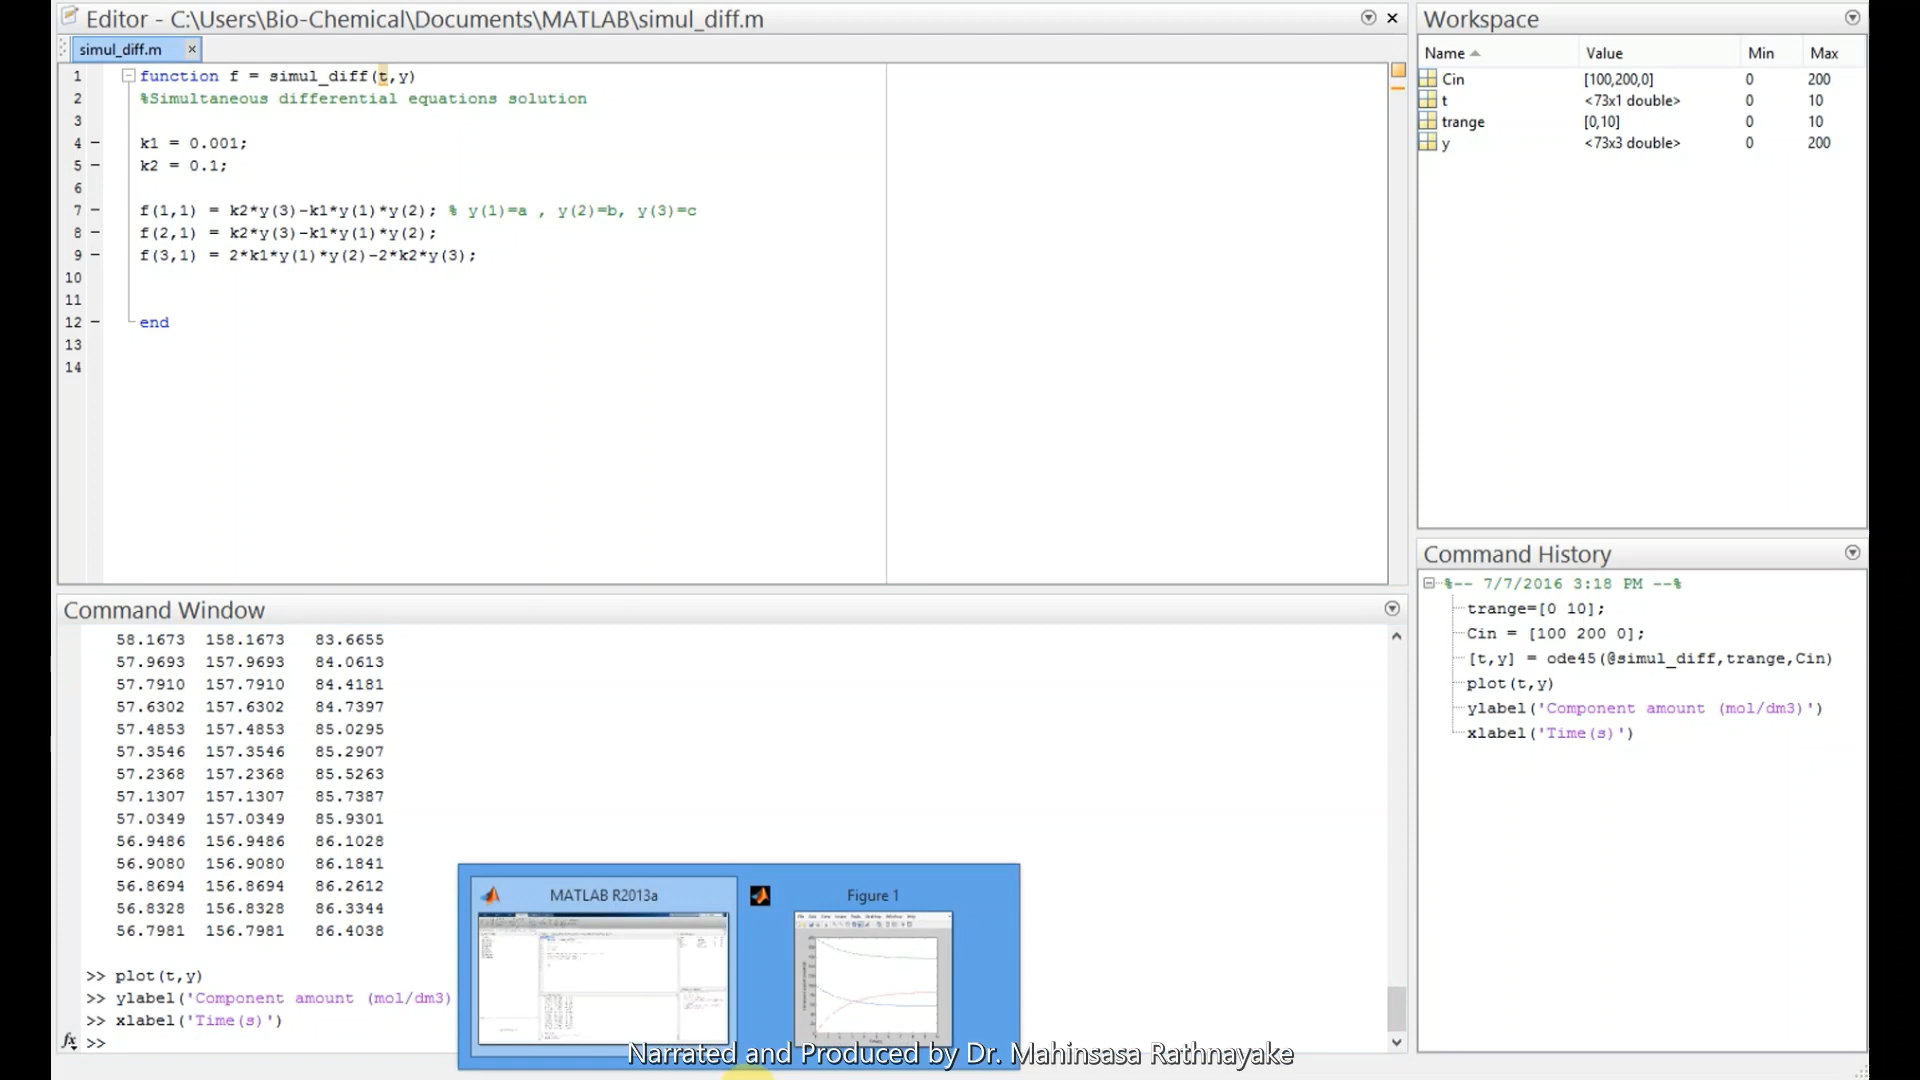 Editor - C:\Users\Bio-Chemical\Documents\MATLAB\simul_diff.m
simul_diff.m
1 function f = simul_diff(t,y)
2 %Simultaneous differential equations solution
3
4 k1 = 0.001;
5 k2 = 0.1;
6
7 f(1,1) = k2*y(3)-k1*y(1)*y(2); % y(1)=a , y(2)=b, y(3)=c
8 f(2,1) = k2*y(3)-k1*y(1)*y(2);
9 f(3,1) = 2*k1*y(1)*y(2)-2*k2*y(3);
10
11
12 end
13
14
Workspace
Name Value Min Max
Cin [100,200,0] 0 200
t <73x1 double> 0 10
trange [0,10] 0 10
y <73x3 double> 0 200
Command History
%-- 7/7/2016 3:18 PM --%
trange=[0 10];
Cin = [100 200 0];
[t,y] = ode45(@simul_diff,trange,Cin)
plot(t,y)
ylabel('Component amount (mol/dm3)')
xlabel('Time(s)')
Command Window
58.1673 158.1673 83.6655
57.9693 157.9693 84.0613
57.7910 157.7910 84.4181
57.6302 157.6302 84.7397
57.4853 157.4853 85.0295
57.3546 157.3546 85.2907
57.2368 157.2368 85.5263
57.1307 157.1307 85.7387
57.0349 157.0349 85.9301
56.9486 156.9486 86.1028
56.9080 156.9080 86.1841
56.8694 156.8694 86.2612
56.8328 156.8328 86.3344
56.7981 156.7981 86.4038
>> plot(t,y)
>> ylabel('Component amount (mol/dm3)
>> xlabel('Time(s)')
fx >>
MATLAB R2013a
Figure 1
Narrated and Produced by Dr. Mahinsasa Rathnayake